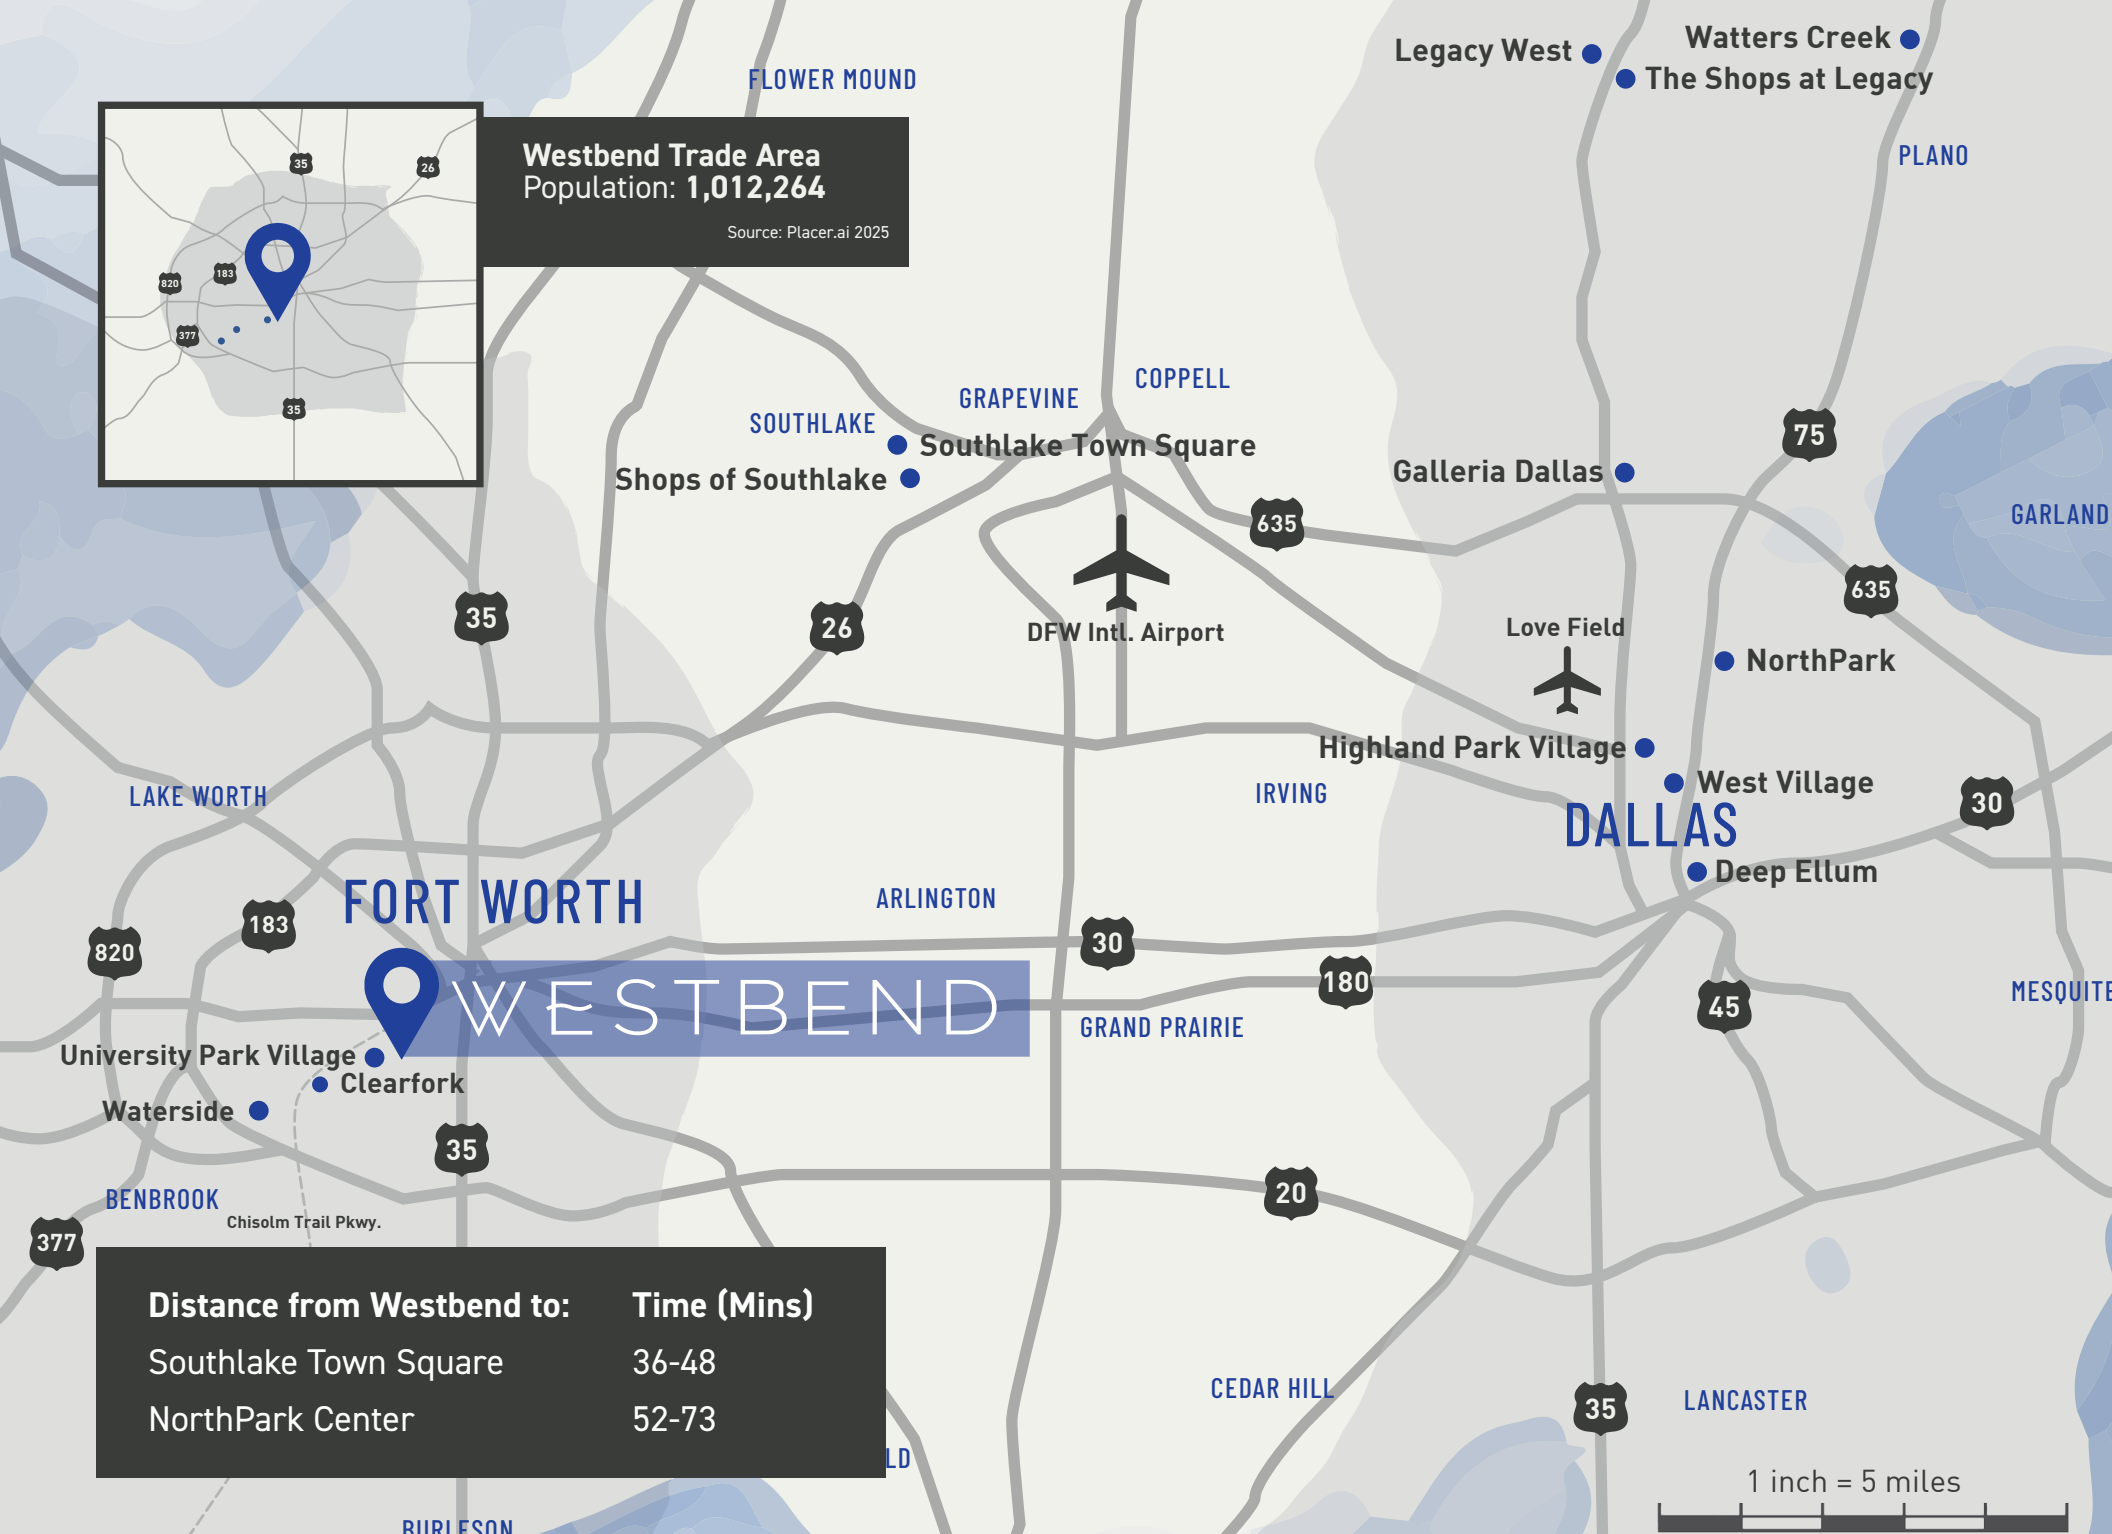 Legacy West
Watters Creek
The Shops at Legacy
FLOWER MOUND
PLANO
Westbend Trade Area
Population: 1,012,264
Source: Placer.ai 2025
35
26
820
183
377
35
COPPELL
GRAPEVINE
SOUTHLAKE
Southlake Town Square
Shops of Southlake
75
Galleria Dallas
GARLAND
635
635
35
26
DFW Intl. Airport
Love Field
NorthPark
Highland Park Village
West Village
IRVING
LAKE WORTH
30
DALLAS
Deep Ellum
FORT WORTH
ARLINGTON
183
820
30
180
WESTBEND
45
MESQUITE
GRAND PRAIRIE
University Park Village
Clearfork
Waterside
35
BENBROOK
Chisolm Trail Pkwy.
377
20
Distance from Westbend to: Time (Mins)
Southlake Town Square 36-48
NorthPark Center 52-73
CEDAR HILL
35
LANCASTER
LD
1 inch = 5 miles
BURLESON